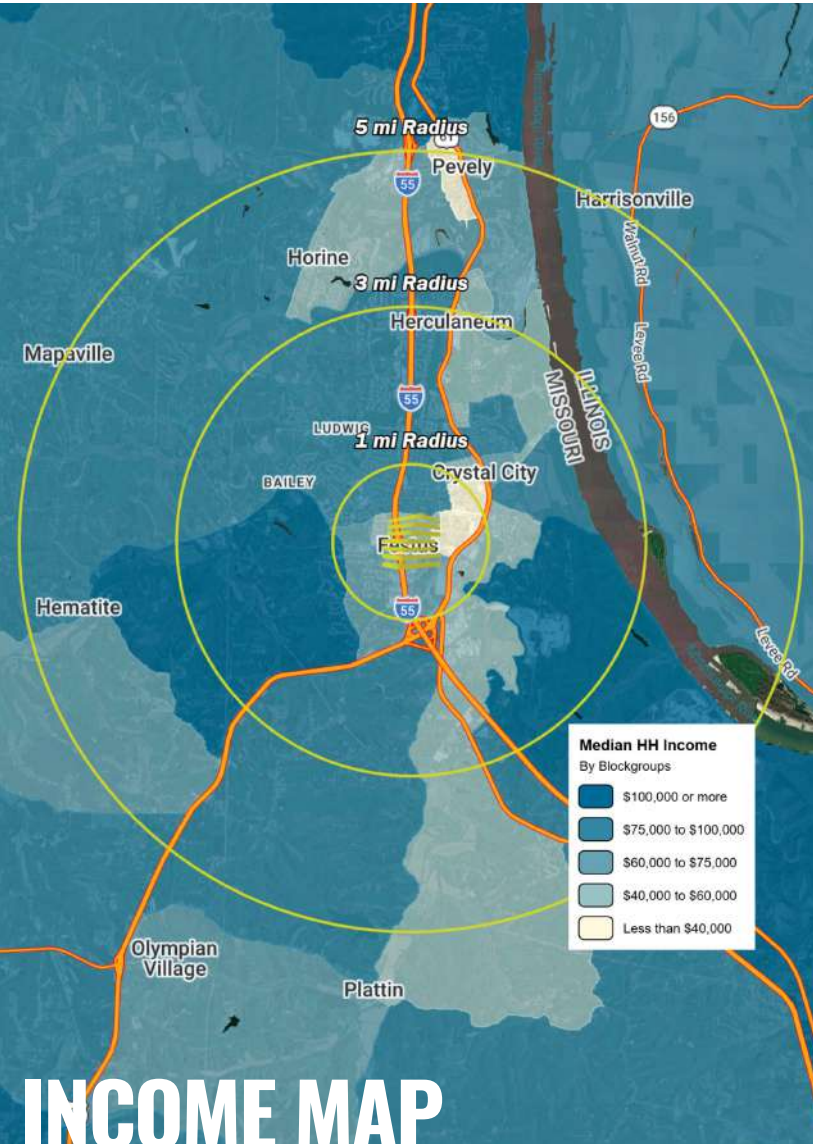 5 mi Radius
61
156
Pevely
55
Harrisonville
Walnut Rd
Horine
3 mi Radius
Herculaneum
Mapaville
Levee Rd
ILLINOIS
MISSOURI
55
LUDWIG
1 mi Radius
Crystal City
BAILEY
Festus
Hematite
55
Levee Rd
Median HH Income
By Blockgroups
$100,000 or more
$75,000 to $100,000
$60,000 to $75,000
$40,000 to $60,000
Less than $40,000
Olympian
Village
Plattin
INCOME MAP